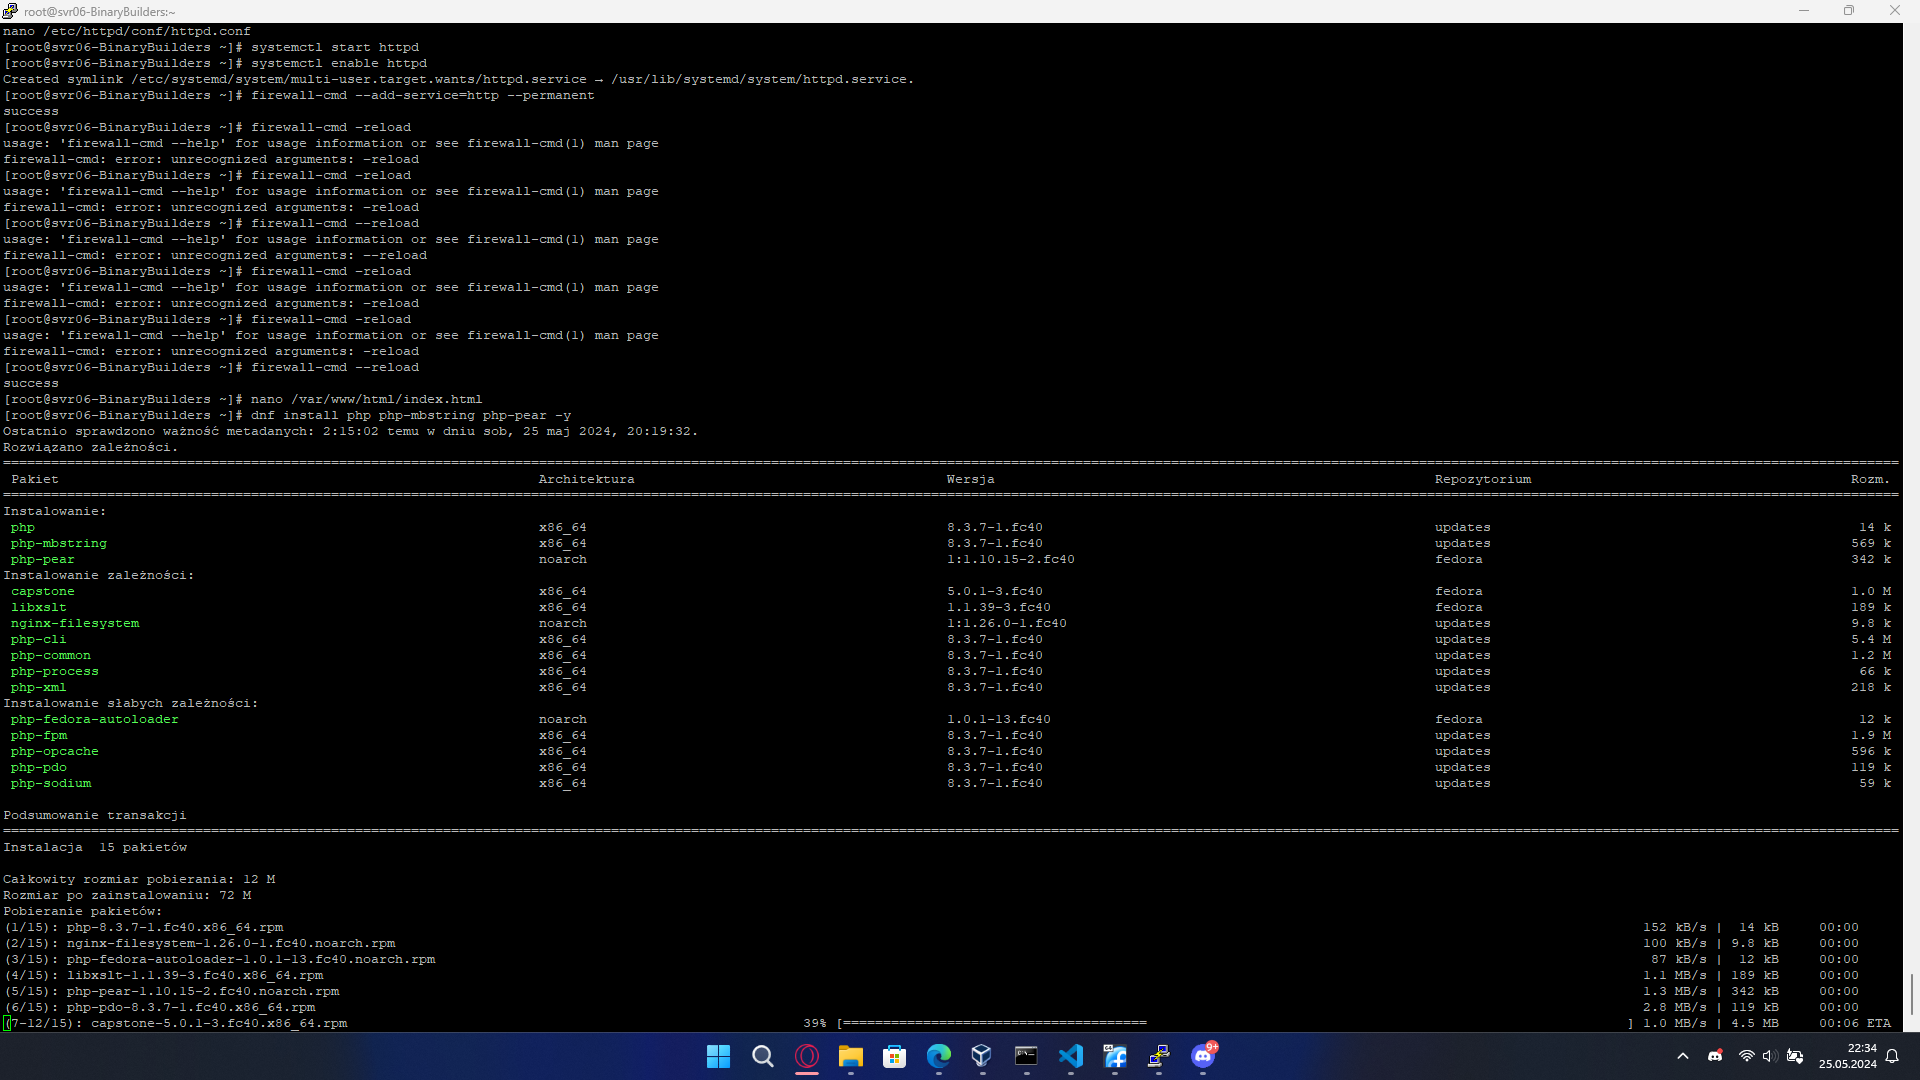 root@svr06-BinaryBuilders:~
nano /etc/httpd/conf/httpd.conf
[root@svr06-BinaryBuilders ~]# systemctl start httpd
[root@svr06-BinaryBuilders ~]# systemctl enable httpd
Created symlink /etc/systemd/system/multi-user.target.wants/httpd.service → /usr/lib/systemd/system/httpd.service.
[root@svr06-BinaryBuilders ~]# firewall-cmd --add-service=http --permanent
success
[root@svr06-BinaryBuilders ~]# firewall-cmd -reload
usage: 'firewall-cmd --help' for usage information or see firewall-cmd(1) man page
firewall-cmd: error: unrecognized arguments: -reload
[root@svr06-BinaryBuilders ~]# firewall-cmd -reload
usage: 'firewall-cmd --help' for usage information or see firewall-cmd(1) man page
firewall-cmd: error: unrecognized arguments: -reload
[root@svr06-BinaryBuilders ~]# firewall-cmd --reload
usage: 'firewall-cmd --help' for usage information or see firewall-cmd(1) man page
firewall-cmd: error: unrecognized arguments: --reload
[root@svr06-BinaryBuilders ~]# firewall-cmd -reload
usage: 'firewall-cmd --help' for usage information or see firewall-cmd(1) man page
firewall-cmd: error: unrecognized arguments: -reload
[root@svr06-BinaryBuilders ~]# firewall-cmd -reload
usage: 'firewall-cmd --help' for usage information or see firewall-cmd(1) man page
firewall-cmd: error: unrecognized arguments: -reload
[root@svr06-BinaryBuilders ~]# firewall-cmd --reload
success
[root@svr06-BinaryBuilders ~]# nano /var/www/html/index.html
[root@svr06-BinaryBuilders ~]# dnf install php php-mbstring php-pear -y
Ostatnio sprawdzono ważność metadanych: 2:15:02 temu w dniu sob, 25 maj 2024, 20:19:32.
Rozwiązano zależności.
Pakiet Architektura Wersja Repozytorium Rozm.
Instalowanie:
php x86_64 8.3.7-1.fc40 updates 14 k
php-mbstring x86_64 8.3.7-1.fc40 updates 569 k
php-pear noarch 1:1.10.15-2.fc40 fedora 342 k
Instalowanie zależności:
capstone x86_64 5.0.1-3.fc40 fedora 1.0 M
libxslt x86_64 1.1.39-3.fc40 fedora 189 k
nginx-filesystem noarch 1:1.26.0-1.fc40 updates 9.8 k
php-cli x86_64 8.3.7-1.fc40 updates 5.4 M
php-common x86_64 8.3.7-1.fc40 updates 1.2 M
php-process x86_64 8.3.7-1.fc40 updates 66 k
php-xml x86_64 8.3.7-1.fc40 updates 218 k
Instalowanie słabych zależności:
php-fedora-autoloader noarch 1.0.1-13.fc40 fedora 12 k
php-fpm x86_64 8.3.7-1.fc40 updates 1.9 M
php-opcache x86_64 8.3.7-1.fc40 updates 596 k
php-pdo x86_64 8.3.7-1.fc40 updates 119 k
php-sodium x86_64 8.3.7-1.fc40 updates 59 k
Podsumowanie transakcji
Instalacja 15 pakietów
Całkowity rozmiar pobierania: 12 M
Rozmiar po zainstalowaniu: 72 M
Pobieranie pakietów:
(1/15): php-8.3.7-1.fc40.x86_64.rpm 152 kB/s | 14 kB 00:00
(2/15): nginx-filesystem-1.26.0-1.fc40.noarch.rpm 100 kB/s | 9.8 kB 00:00
(3/15): php-fedora-autoloader-1.0.1-13.fc40.noarch.rpm 87 kB/s | 12 kB 00:00
(4/15): libxslt-1.1.39-3.fc40.x86_64.rpm 1.1 MB/s | 189 kB 00:00
(5/15): php-pear-1.10.15-2.fc40.noarch.rpm 1.3 MB/s | 342 kB 00:00
(6/15): php-pdo-8.3.7-1.fc40.x86_64.rpm 2.8 MB/s | 119 kB 00:00
(7-12/15): capstone-5.0.1-3.fc40.x86_64.rpm 39% [====================================== ] 1.0 MB/s | 4.5 MB 00:06 ETA
9+
22:34
25.05.2024